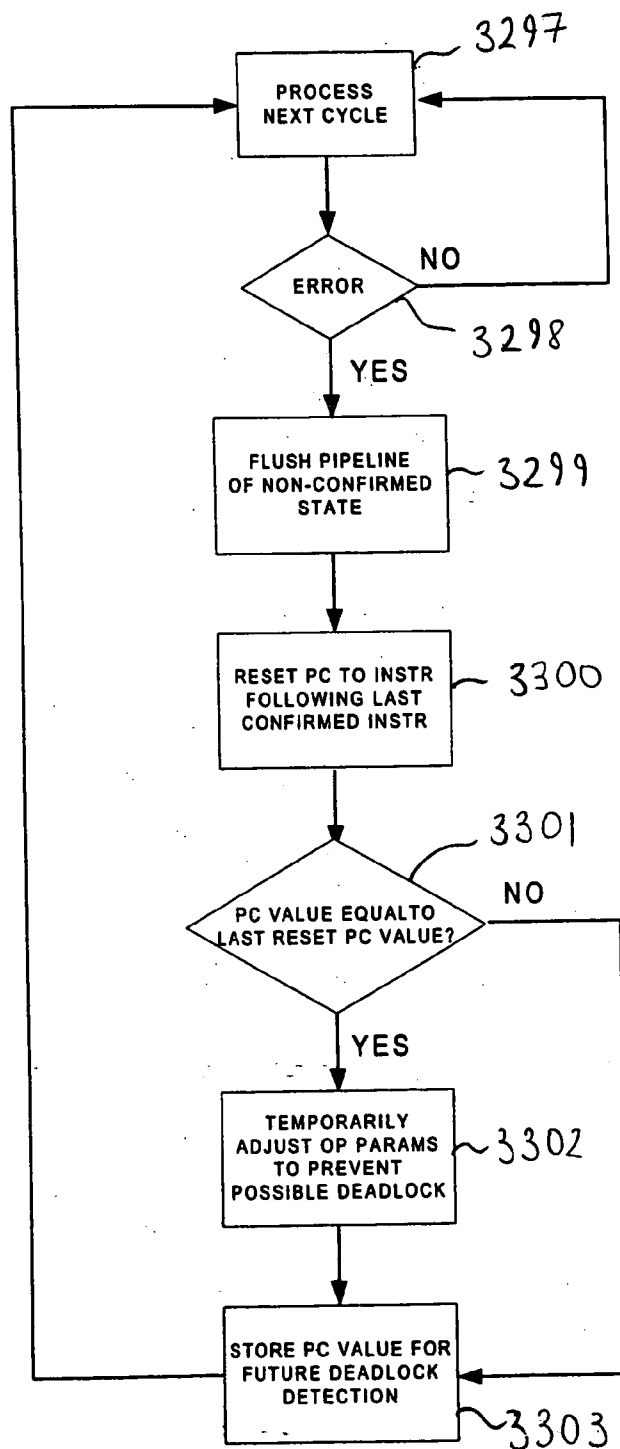 3297
PROCESS
NEXT CYCLE
NO
ERROR
3298
YES
FLUSH PIPELINE
OF NON-CONFIRMED
STATE
3299
RESET PC TO INSTR
FOLLOWING LAST
CONFIRMED INSTR
3300
3301
NO
PC VALUE EQUALTO
LAST RESET PC VALUE?
YES
TEMPORARILY
ADJUST OP PARAMS
TO PREVENT
POSSIBLE DEADLOCK
3302
STORE PC VALUE FOR
FUTURE DEADLOCK
DETECTION
3303